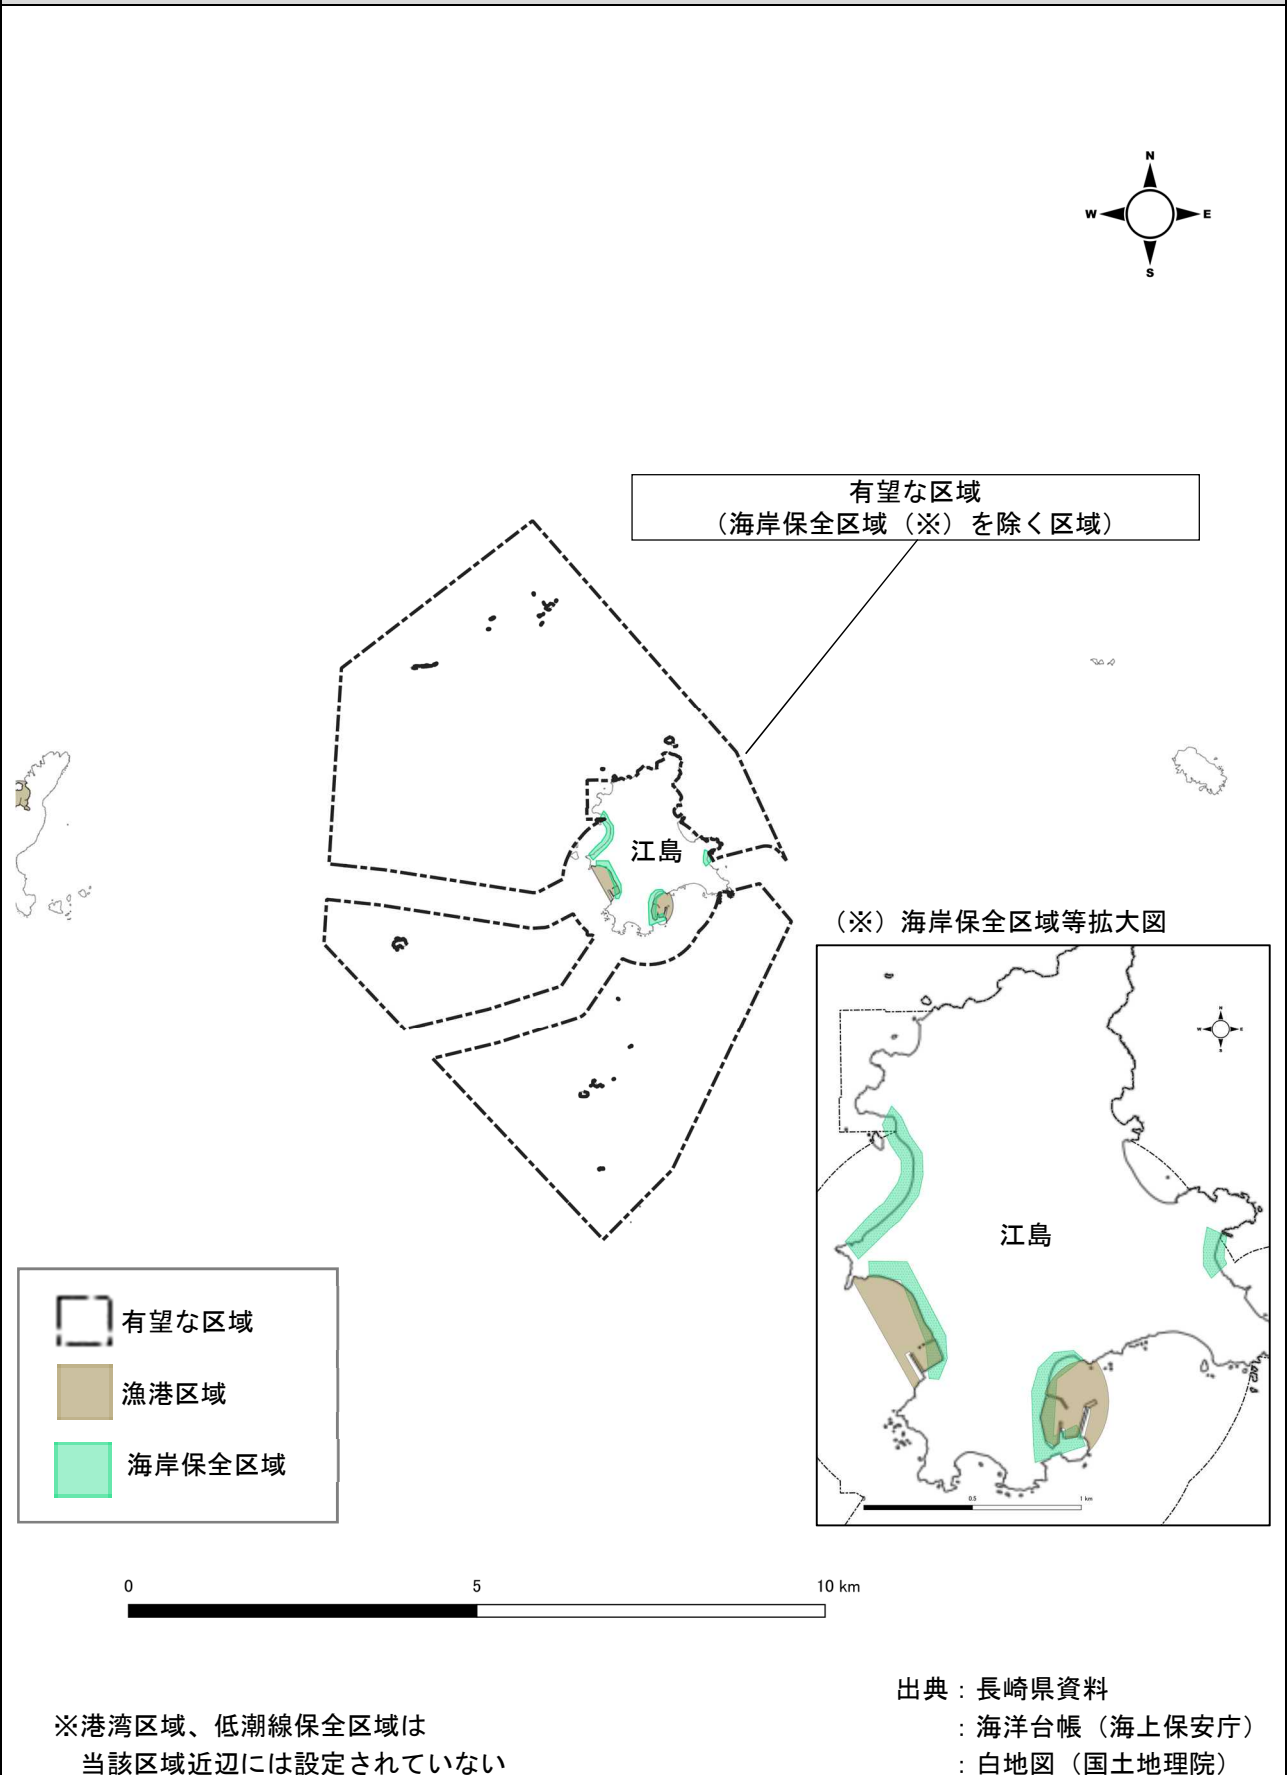 N
W E
S
有望な区域
（海岸保全区域（※）を除く区域）
江島
（※）海岸保全区域等拡大図
N
W E
S
江島
0.5 1 km
有望な区域
漁港区域
海岸保全区域
0 5 10 km
出典：長崎県資料
：海洋台帳（海上保安庁）
：白地図（国土地理院）
※港湾区域、低潮線保全区域は
当該区域近辺には設定されていない